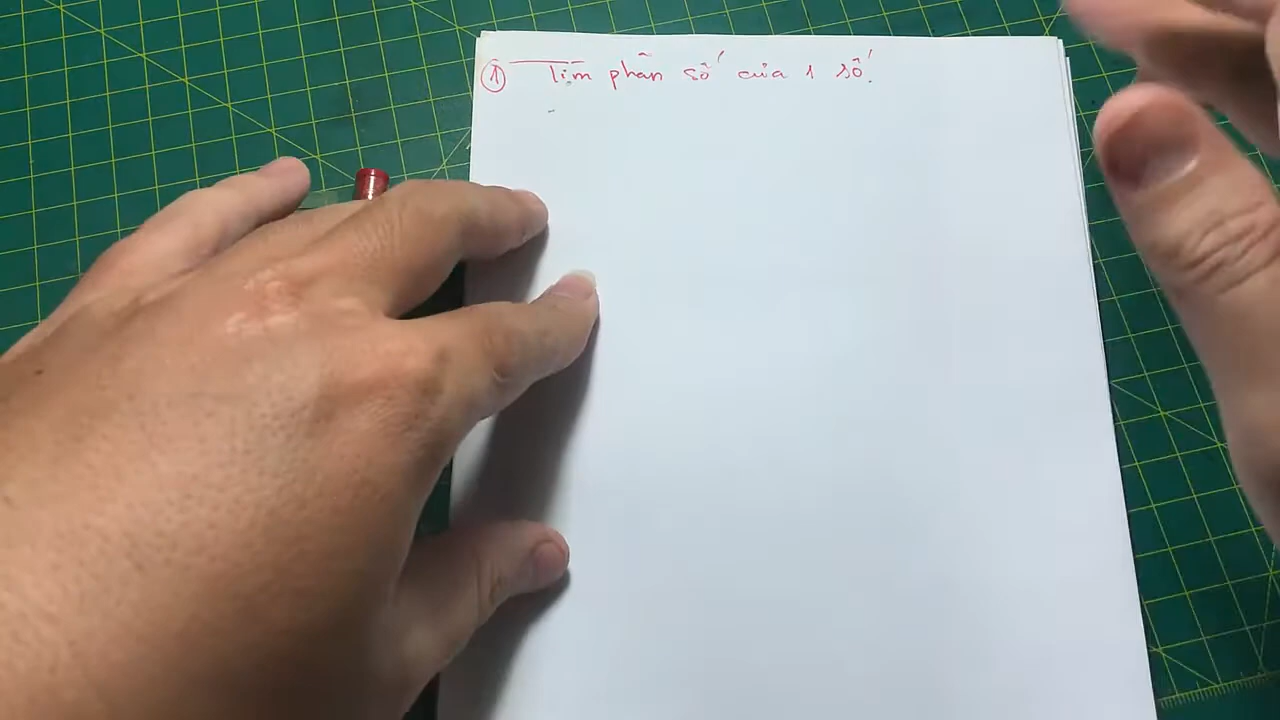 ① Tìm phân số của 1 số.
-